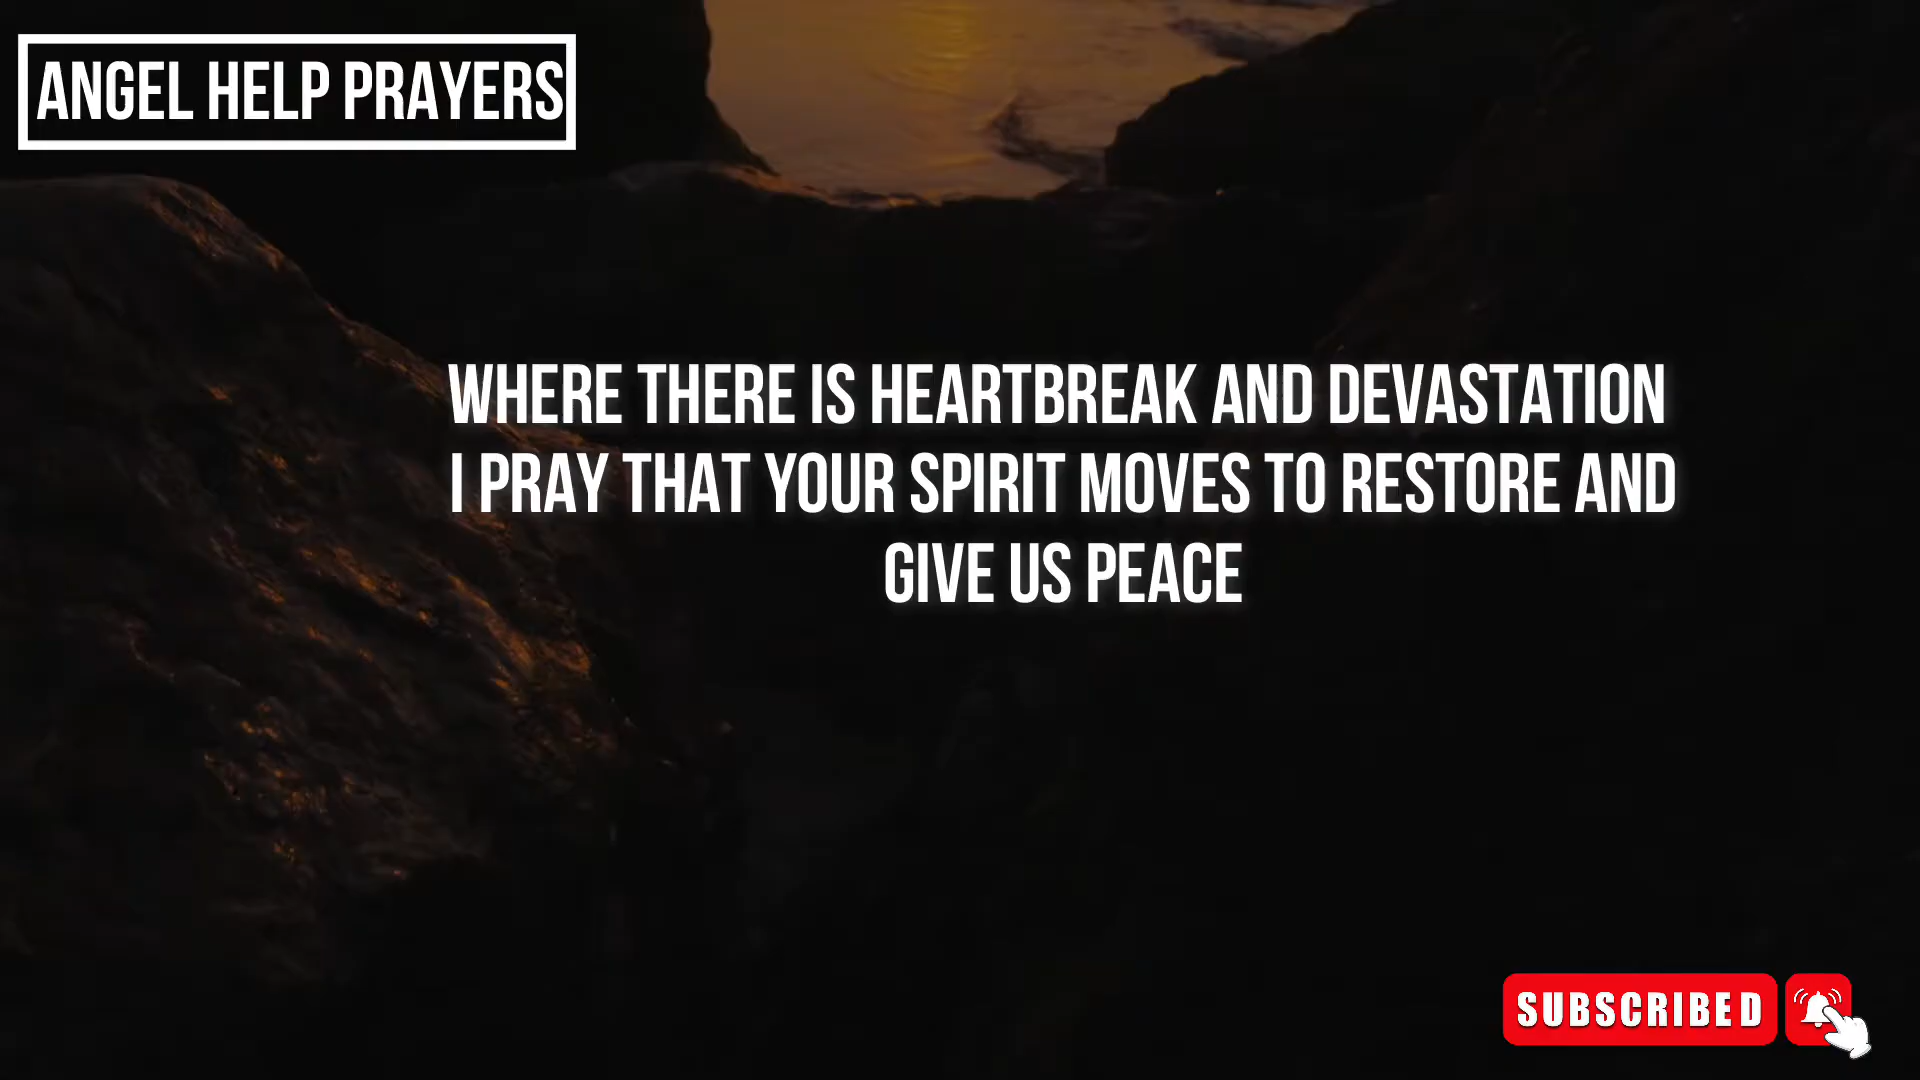 ANGEL HELP PRAYERS
WHERE THERE IS HEARTBREAK AND DEVASTATION
I PRAY THAT YOUR SPIRIT MOVES TO RESTORE AND
GIVE US PEACE
SUBSCRIBED